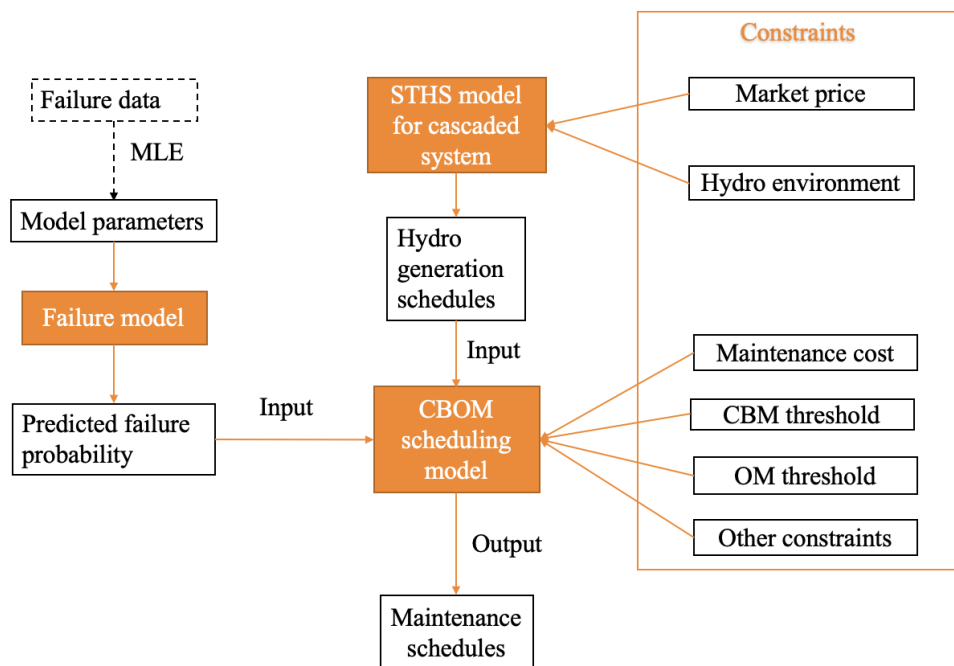 Constraints
Failure data
MLE
Model parameters
Failure model
Predicted failure
probability
Input
STHS model
for cascaded
system
Hydro
generation
schedules
Input
CBOM
scheduling
model
Output
Maintenance
schedules
Market price
Hydro environment
Maintenance cost
CBM threshold
OM threshold
Other constraints